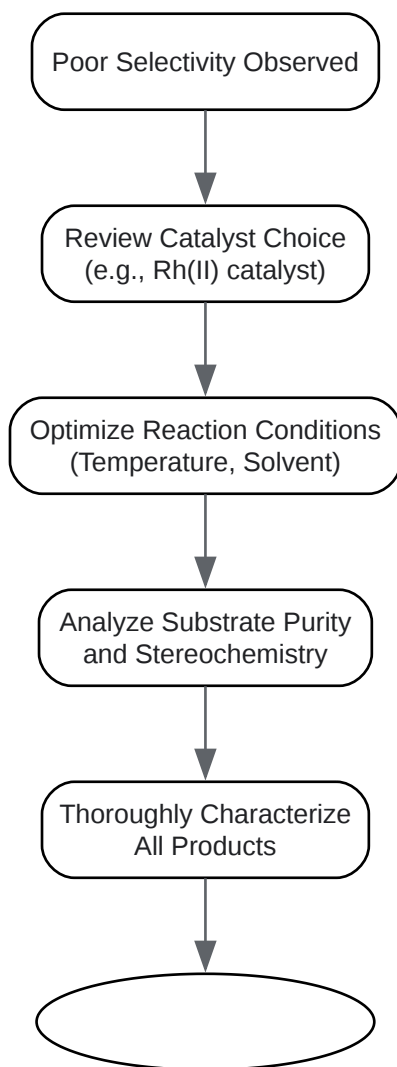 Poor Selectivity Observed
Review Catalyst Choice
(e.g., Rh(II) catalyst)
Optimize Reaction Conditions
(Temperature, Solvent)
Analyze Substrate Purity
and Stereochemistry
Thoroughly Characterize
All Products